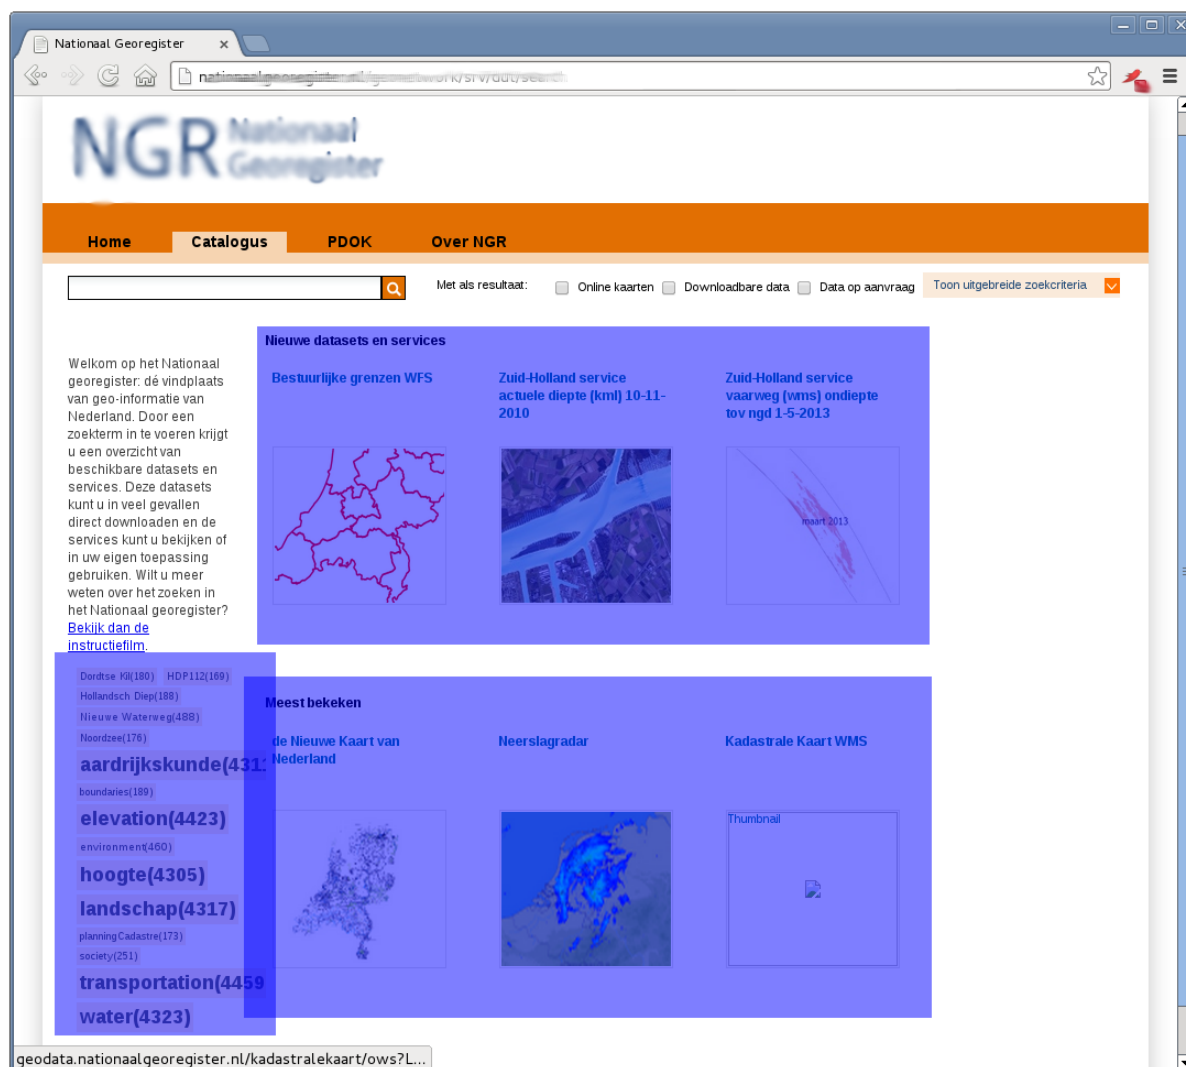 Nationaal Georegister
NGR Nationaal
Georegister
Home Catalogus PDOK Over NGR
Met als resultaat: Online kaarten Downloadbare data Data op aanvraag Toon uitgebreide zoekcriteria
Welkom op het Nationaal
georegister: dé vindplaats
van geo-informatie van
Nederland. Door een
zoekterm in te voeren krijgt
u een overzicht van
beschikbare datasets en
services. Deze datasets
kunt u in veel gevallen
direct downloaden en de
services kunt u bekijken of
in uw eigen toepassing
gebruiken. Wilt u meer
weten over het zoeken in
het Nationaal georegister?
Bekijk dan de
instructiefilm.
Dordtse Kil(180) HDP112(169)
Hollandsch Diep(188)
Nieuwe Waterweg(488)
Noordzee(176)
aardrijkskunde(431
boundaries(189)
elevation(4423)
environment(460)
hoogte(4305)
landschap(4317)
planningCadastre(173)
society(251)
transportation(4459
water(4323)
Nieuwe datasets en services
Bestuurlijke grenzen WFS
Zuid-Holland service
actuele diepte (kml) 10-11-
2010
Zuid-Holland service
vaarweg (wms) ondiepte
tov ngd 1-5-2013
maart 2013
Meest bekeken
de Nieuwe Kaart van
Nederland
Neerslagradar
Kadastrale Kaart WMS
Thumbnail
geodata.nationaalgeoregister.nl/kadastralekaart/ows?L...